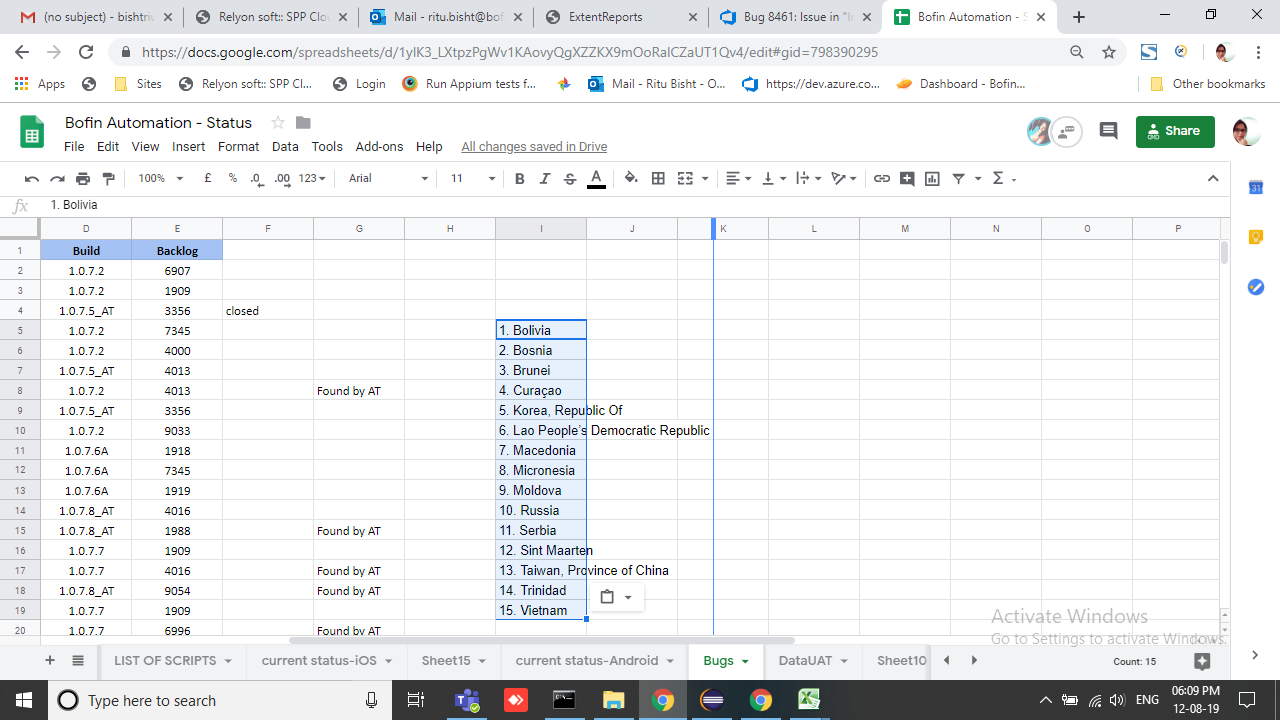 (no subject) - bishtriu
Relyon soft:: SPP Clou
Mail - ritu.bisht@bof
ExtentReports
Bug 8461: Issue in "In
Bofin Automation - S
https://docs.google.com/spreadsheets/d/1ylK3_LXtpzPgWv1KAovyQgXZZKX9mOoRalCZaUT1Qv4/edit#gid=798390295
Apps
Sites
Relyon soft:: SPP Cl...
Login
Run Appium tests f...
Mail - Ritu Bisht - O...
https://dev.azure.co...
Dashboard - Bofin...
Other bookmarks
Bofin Automation - Status
File Edit View Insert Format Data Tools Add-ons Help All changes saved in Drive
Share
100% £ % .0 .00 123 Arial 11 B I S A Σ
fx 1. Bolivia
D E F G H I J K L M N O P
1 Build Backlog
2 1.0.7.2 6907
3 1.0.7.2 1909
4 1.0.7.5_AT 3356 closed
5 1.0.7.2 7345 1. Bolivia
6 1.0.7.2 4000 2. Bosnia
7 1.0.7.5_AT 4013 3. Brunei
8 1.0.7.2 4013 Found by AT 4. Curaçao
9 1.0.7.5_AT 3356 5. Korea, Republic Of
10 1.0.7.2 9033 6. Lao People's Democratic Republic
11 1.0.7.6A 1918 7. Macedonia
12 1.0.7.6A 7345 8. Micronesia
13 1.0.7.6A 1919 9. Moldova
14 1.0.7.8_AT 4016 10. Russia
15 1.0.7.8_AT 1988 Found by AT 11. Serbia
16 1.0.7.7 1909 12. Sint Maarten
17 1.0.7.7 4016 Found by AT 13. Taiwan, Province of China
18 1.0.7.8_AT 9054 Found by AT 14. Trinidad
19 1.0.7.7 1909 15. Vietnam
20 1.0.7.7 6996 Found by AT
Activate Windows
Go to Settings to activate Windows.
LIST OF SCRIPTS
current status-iOS
Sheet15
current status-Android
Bugs
DataUAT
Sheet10
Count: 15
31
Type here to search
ENG
06:09 PM
12-08-19